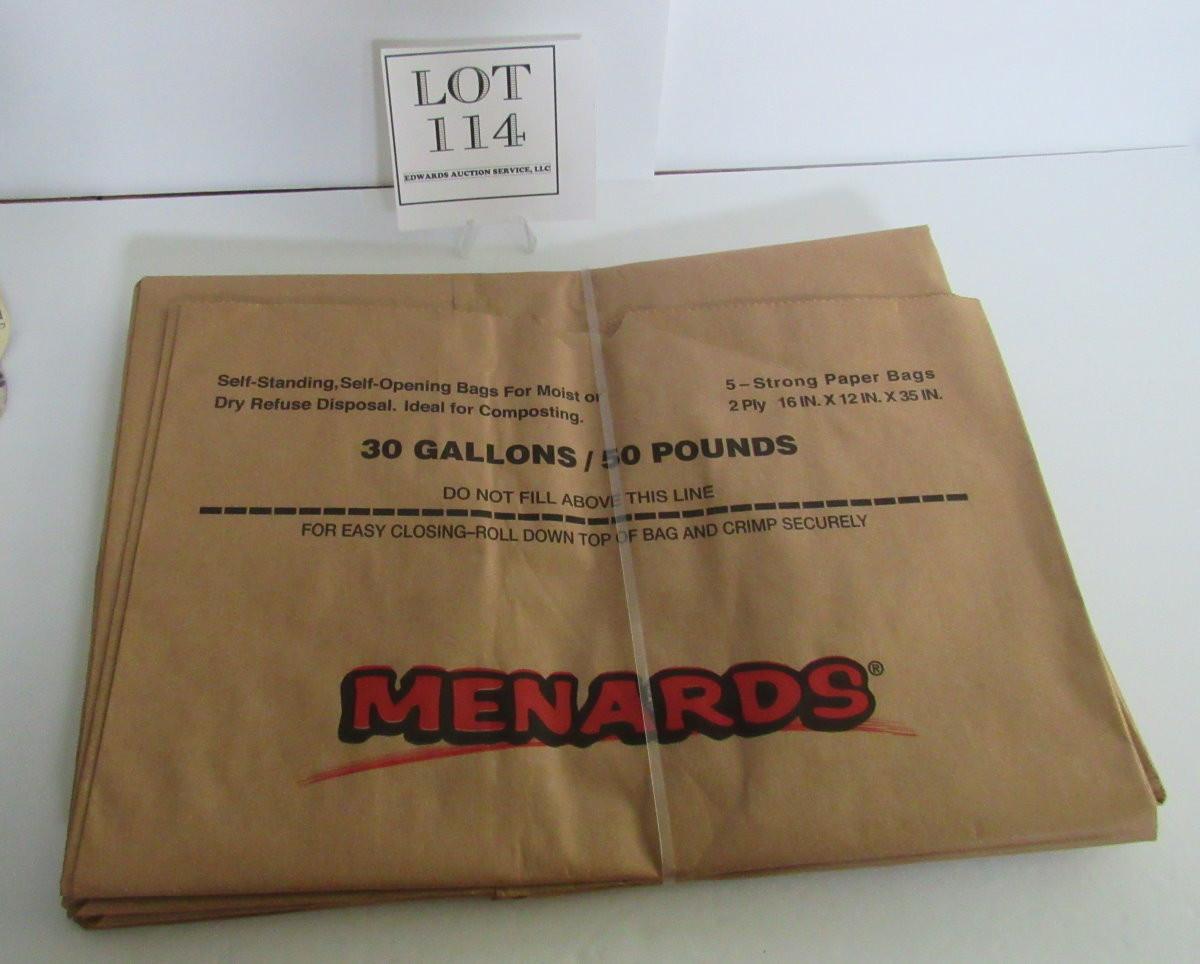 LOT
114
EDWARDS AUCTION SERVICE, LLC
Self-Standing, Self-Opening Bags For Moist or
Dry Refuse Disposal. Ideal for Composting.
5–Strong Paper Bags
2 Ply 16 IN. X 12 IN. X 35 IN.
30 GALLONS / 50 POUNDS
DO NOT FILL ABOVE THIS LINE
FOR EASY CLOSING–ROLL DOWN TOP OF BAG AND CRIMP SECURELY
MENARDS®